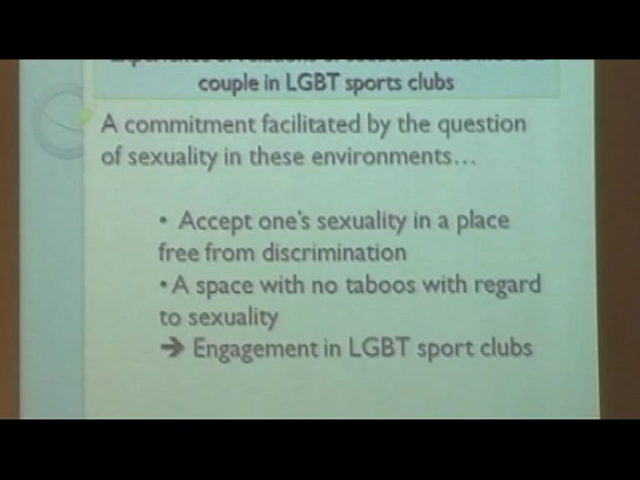 couple in LGBT sports clubs
A commitment facilitated by the question
of sexuality in these environments…
• Accept one's sexuality in a place
free from discrimination
• A space with no taboos with regard
to sexuality
➔ Engagement in LGBT sport clubs